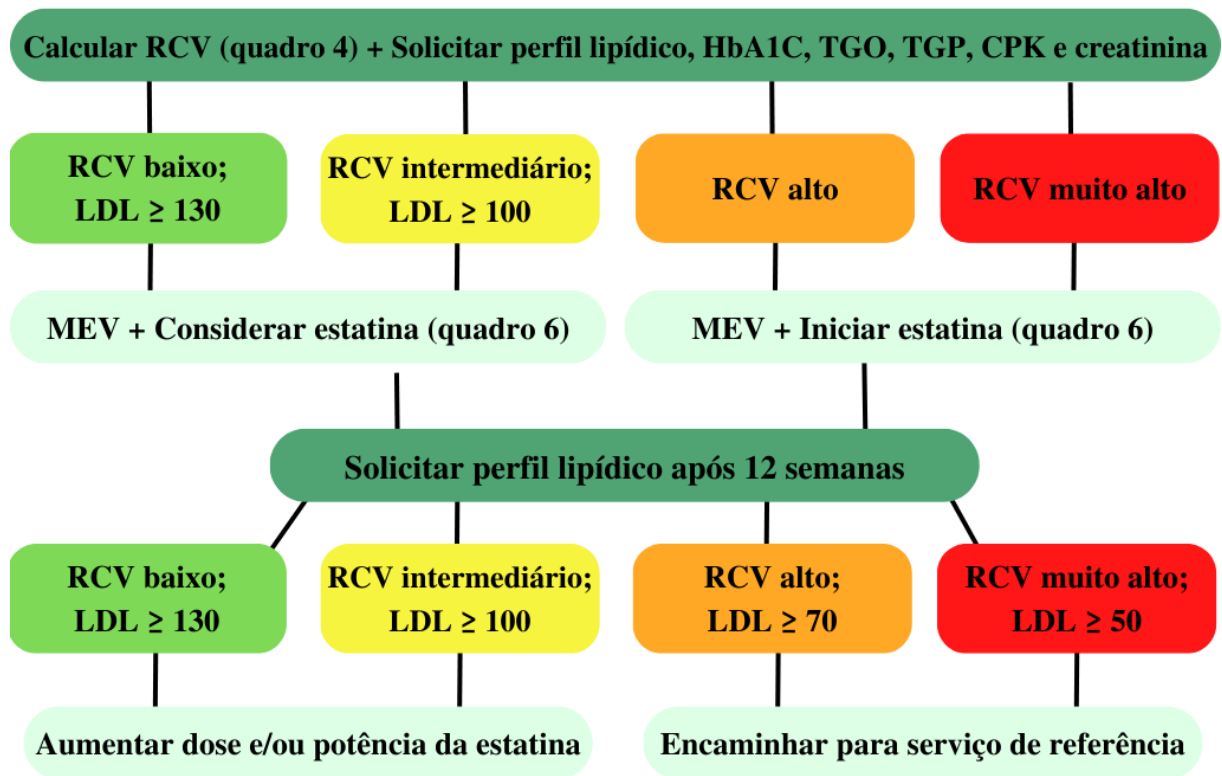 Calcular RCV (quadro 4) + Solicitar perfil lipídico, HbA1C, TGO, TGP, CPK e creatinina
RCV baixo;
LDL ≥ 130
RCV intermediário;
LDL ≥ 100
RCV alto
RCV muito alto
MEV + Considerar estatina (quadro 6)
MEV + Iniciar estatina (quadro 6)
Solicitar perfil lipídico após 12 semanas
RCV baixo;
LDL ≥ 130
RCV intermediário;
LDL ≥ 100
RCV alto;
LDL ≥ 70
RCV muito alto;
LDL ≥ 50
Aumentar dose e/ou potência da estatina
Encaminhar para serviço de referência